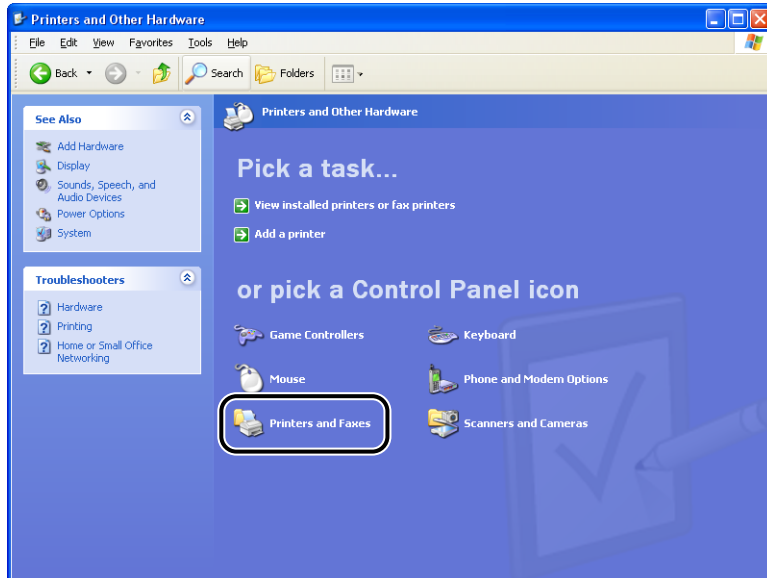 Printers and Other Hardware
File Edit View Favorites Tools Help
Back Search Folders
See Also
Add Hardware
Display
Sounds, Speech, and
Audio Devices
Power Options
System
Troubleshooters
Hardware
Printing
Home or Small Office
Networking
Printers and Other Hardware
Pick a task...
View installed printers or fax printers
Add a printer
or pick a Control Panel icon
Game Controllers Keyboard
Mouse Phone and Modem Options
Printers and Faxes Scanners and Cameras